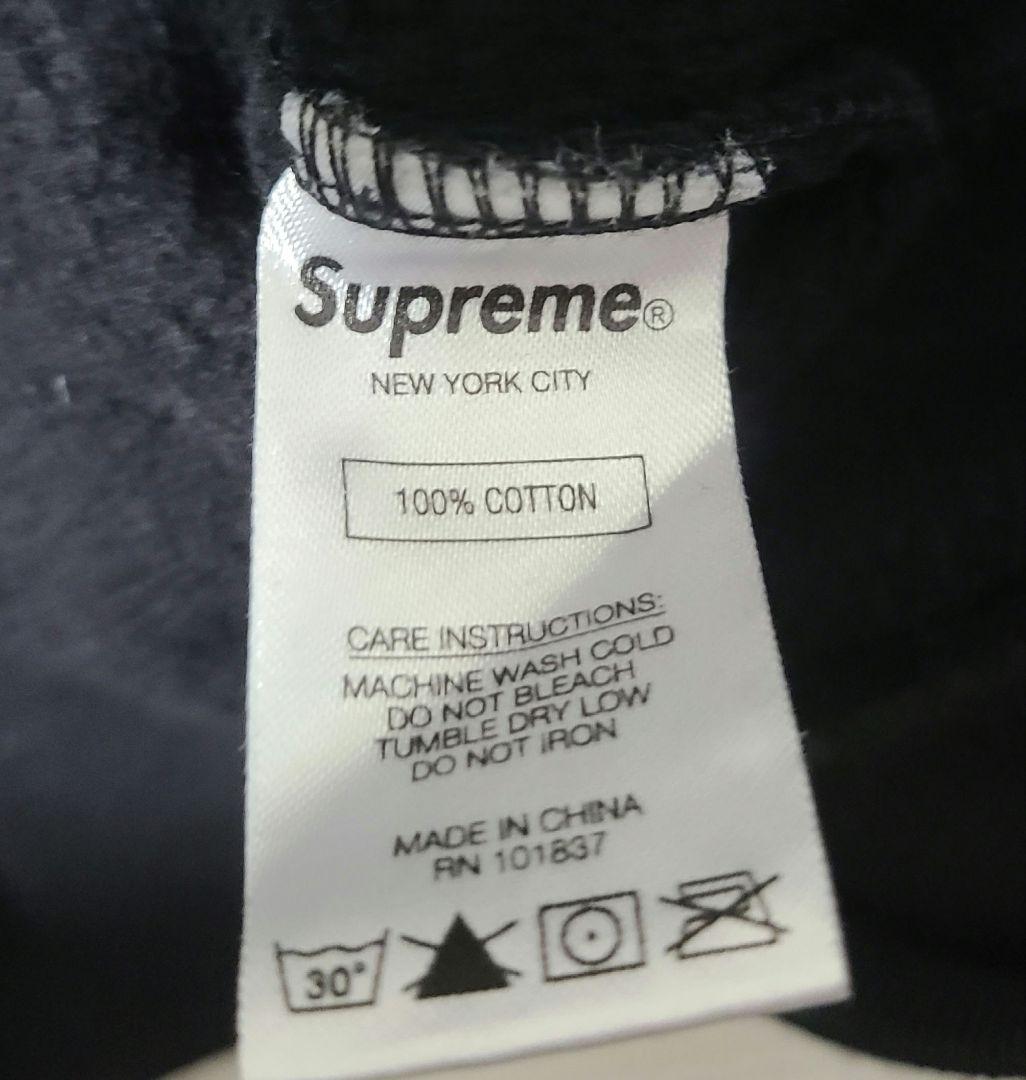 Supreme®
NEW YORK CITY
100% COTTON
CARE INSTRUCTIONS:
MACHINE WASH COLD
DO NOT BLEACH
TUMBLE DRY LOW
DO NOT IRON
MADE IN CHINA
RN 101837
30°